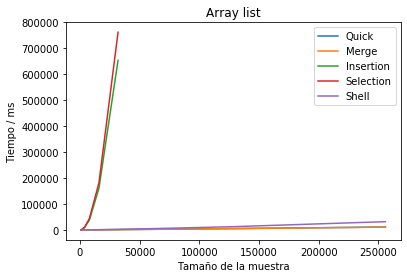 Array list
800000
700000
600000
500000
400000
300000
200000
100000
0
Tiempo / ms
Quick
Merge
Insertion
Selection
Shell
0
50000
100000
150000
200000
250000
Tamaño de la muestra